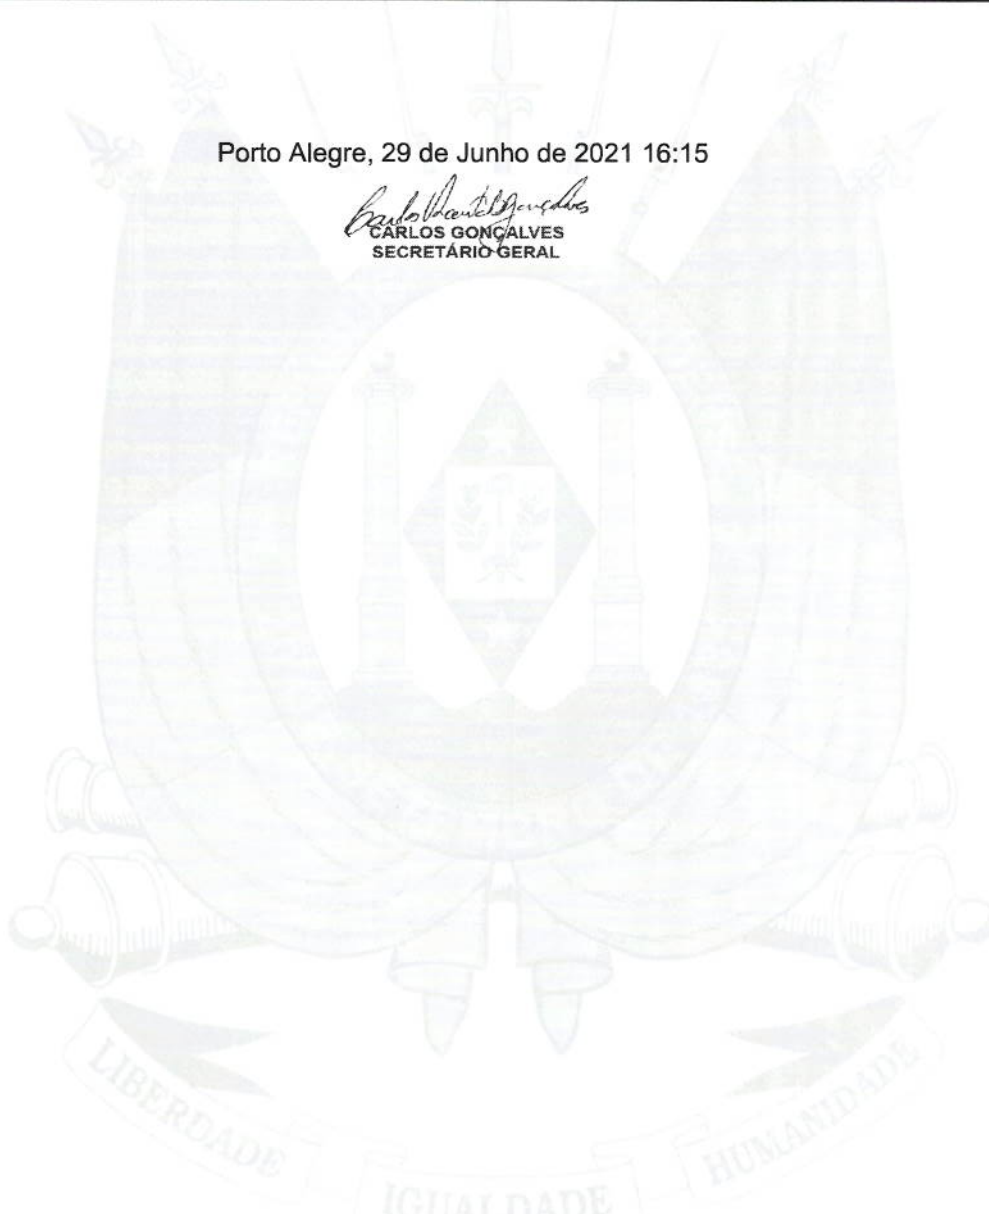 Porto Alegre, 29 de Junho de 2021 16:15
CARLOS GONÇALVES
SECRETÁRIO GERAL
LIBERDADE
IGUALDADE
HUMANIDADE